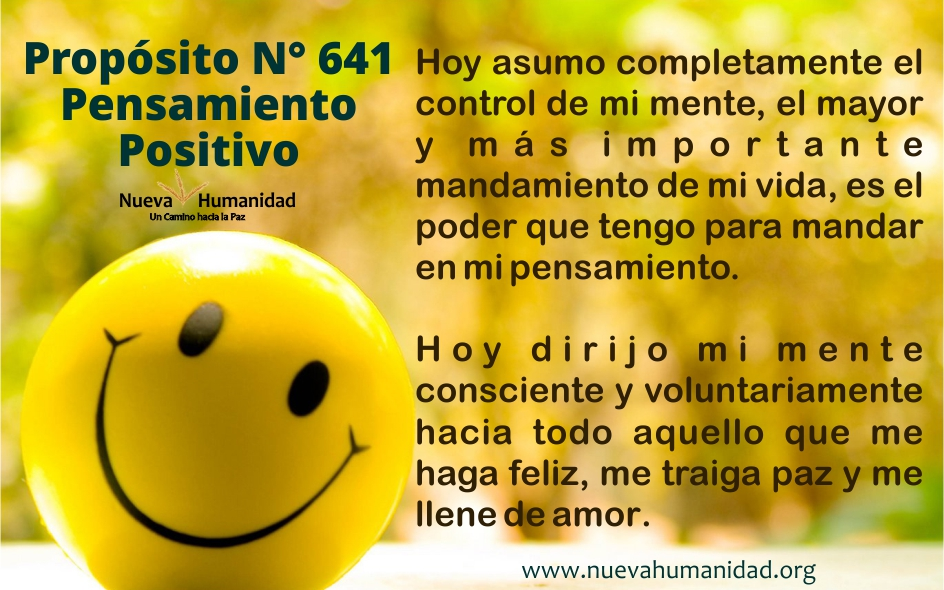 Propósito N° 641
Pensamiento
Positivo
Nueva Humanidad
Un Camino hacia la Paz
Hoy asumo completamente el
control de mi mente, el mayor
y más importante
mandamiento de mi vida, es el
poder que tengo para mandar
en mi pensamiento.
Hoy dirijo mi mente
consciente y voluntariamente
hacia todo aquello que me
haga feliz, me traiga paz y me
llene de amor.
www.nuevahumanidad.org